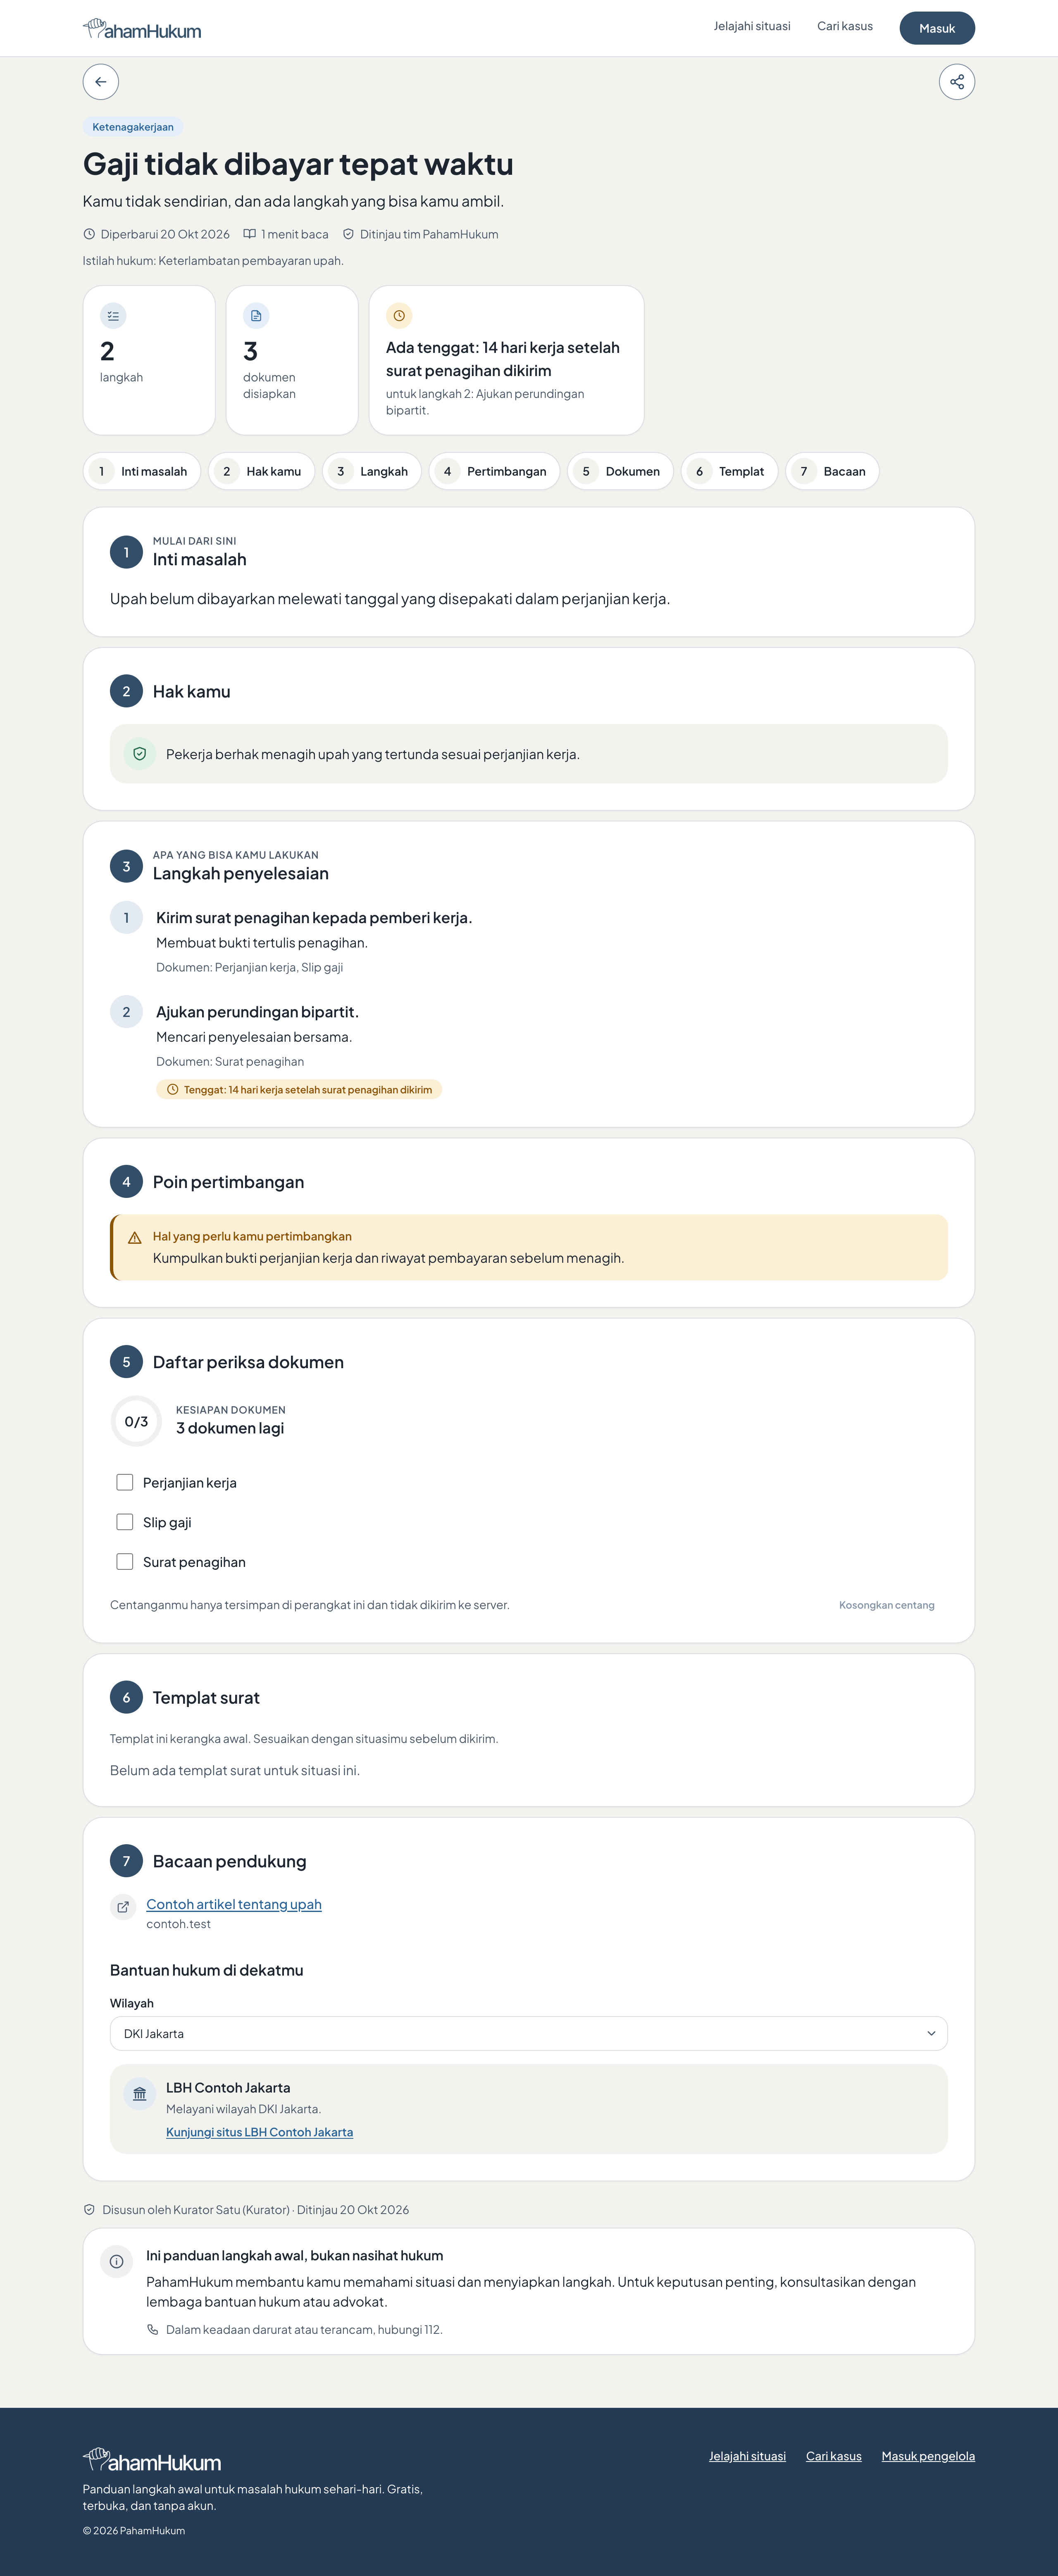 ahamHukum
Jelajahi situasi
Cari kasus
Masuk
Ketenagakerjaan
Gaji tidak dibayar tepat waktu
Kamu tidak sendirian, dan ada langkah yang bisa kamu ambil.
Diperbarui 20 Okt 2026
1 menit baca
Ditinjau tim PahamHukum
Istilah hukum: Keterlambatan pembayaran upah.
2
langkah
3
dokumen
disiapkan
Ada tenggat: 14 hari kerja setelah
surat penagihan dikirim
untuk langkah 2: Ajukan perundingan
bipartit.
1 Inti masalah
2 Hak kamu
3 Langkah
4 Pertimbangan
5 Dokumen
6 Templat
7 Bacaan
1
MULAI DARI SINI
Inti masalah
Upah belum dibayarkan melewati tanggal yang disepakati dalam perjanjian kerja.
2
Hak kamu
Pekerja berhak menagih upah yang tertunda sesuai perjanjian kerja.
3
APA YANG BISA KAMU LAKUKAN
Langkah penyelesaian
1
Kirim surat penagihan kepada pemberi kerja.
Membuat bukti tertulis penagihan.
Dokumen: Perjanjian kerja, Slip gaji
2
Ajukan perundingan bipartit.
Mencari penyelesaian bersama.
Dokumen: Surat penagihan
Tenggat: 14 hari kerja setelah surat penagihan dikirim
4
Poin pertimbangan
Hal yang perlu kamu pertimbangkan
Kumpulkan bukti perjanjian kerja dan riwayat pembayaran sebelum menagih.
5
Daftar periksa dokumen
0/3
KESIAPAN DOKUMEN
3 dokumen lagi
Perjanjian kerja
Slip gaji
Surat penagihan
Centanganmu hanya tersimpan di perangkat ini dan tidak dikirim ke server.
Kosongkan centang
6
Templat surat
Templat ini kerangka awal. Sesuaikan dengan situasimu sebelum dikirim.
Belum ada templat surat untuk situasi ini.
7
Bacaan pendukung
Contoh artikel tentang upah
contoh.test
Bantuan hukum di dekatmu
Wilayah
DKI Jakarta
LBH Contoh Jakarta
Melayani wilayah DKI Jakarta.
Kunjungi situs LBH Contoh Jakarta
Disusun oleh Kurator Satu (Kurator) · Ditinjau 20 Okt 2026
Ini panduan langkah awal, bukan nasihat hukum
PahamHukum membantu kamu memahami situasi dan menyiapkan langkah. Untuk keputusan penting, konsultasikan dengan
lembaga bantuan hukum atau advokat.
Dalam keadaan darurat atau terancam, hubungi 112.
ahamHukum
Jelajahi situasi
Cari kasus
Masuk pengelola
Panduan langkah awal untuk masalah hukum sehari-hari. Gratis,
terbuka, dan tanpa akun.
© 2026 PahamHukum